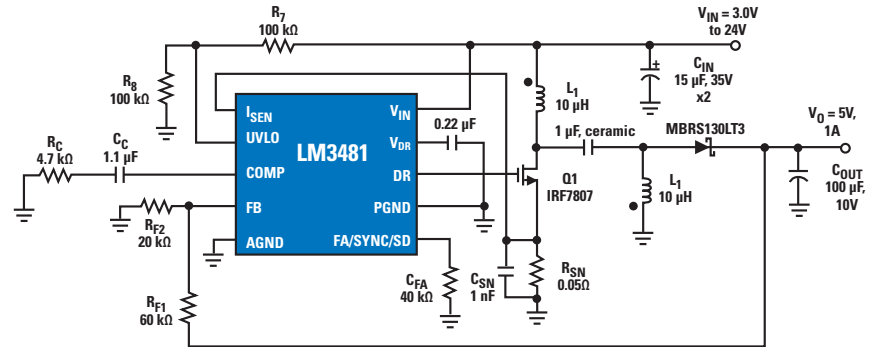 R7
100 kΩ
VIN = 3.0V
to 24V
R8
100 kΩ
CIN
15 µF, 35V
x2
L1
10 µH
ISEN
UVLO
COMP
FB
AGND
LM3481
VIN
VDR
DR
PGND
FA/SYNC/SD
0.22 µF
1 µF, ceramic
MBRS130LT3
VO = 5V,
1A
RC
4.7 kΩ
CC
1.1 µF
Q1
IRF7807
L1
10 µH
COUT
100 µF,
10V
RF2
20 kΩ
RF1
60 kΩ
CFA
40 kΩ
CSN
1 nF
RSN
0.05Ω
+